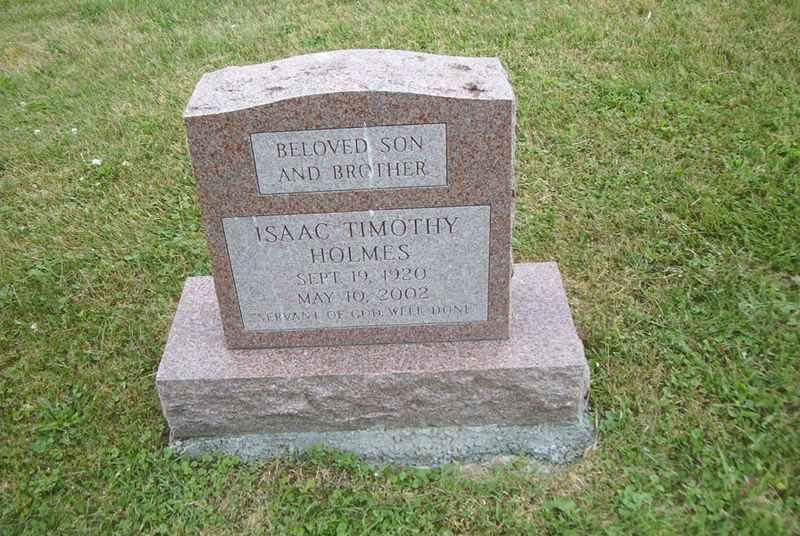 BELOVED SON
AND BROTHER
ISAAC TIMOTHY
HOLMES
SEPT. 19, 1920
MAY 10, 2002
"SERVANT OF GOD, WELL DONE"